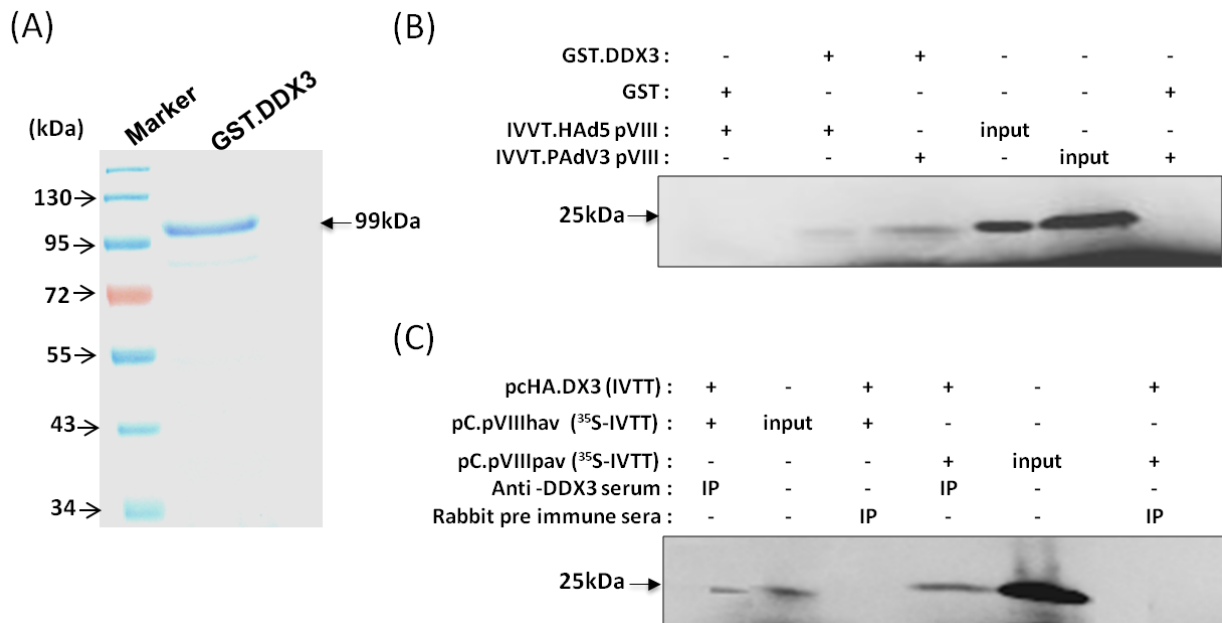 (A)
(kDa)
Marker
GST.DDX3
130
95
72
55
43
34
99kDa
(B)
GST.DDX3 : - + + - - -
GST : + - - - - +
IVVT.HAd5 pVIII : + + - input - -
IVVT.PAdV3 pVIII : - - + - input +
25kDa
(C)
pcHA.DX3 (IVTT) : + - + + - +
pC.pVIIIhav (³⁵S-IVTT) : + input + - - -
pC.pVIIIpav (³⁵S-IVTT) : - - - + input +
Anti -DDX3 serum : IP - - IP - -
Rabbit pre immune sera : - - IP - - IP
25kDa